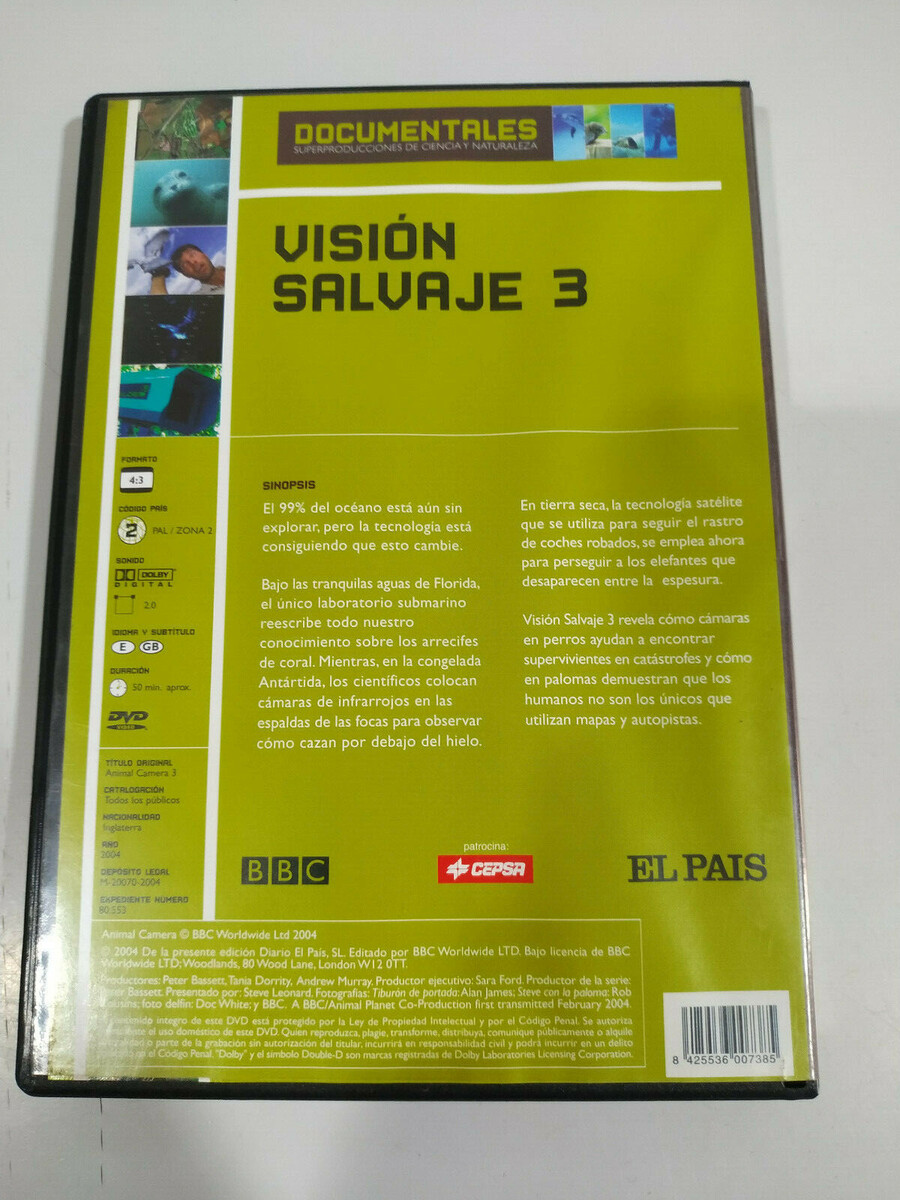 DOCUMENTALES
SUPERPRODUCCIONES DE CIENCIA Y NATURALEZA
VISIÓN
SALVAJE 3
FORMATO
4:3
CÓDIGO PAÍS
2 PAL / ZONA 2
SONIDO
DOLBY
DIGITAL
2.0
IDIOMA Y SUBTÍTULO
E GB
DURACIÓN
50 min. aprox.
DVD
VIDEO
TÍTULO ORIGINAL
Animal Camera 3
CATALOGACIÓN
Todos los públicos
NACIONALIDAD
Inglaterra
AÑO
2004
DEPÓSITO LEGAL
M-20070-2004
EXPEDIENTE NÚMERO
80.553
SINOPSIS
El 99% del océano está aún sin
explorar, pero la tecnología está
consiguiendo que esto cambie.
Bajo las tranquilas aguas de Florida,
el único laboratorio submarino
reescribe todo nuestro
conocimiento sobre los arrecifes
de coral. Mientras, en la congelada
Antártida, los científicos colocan
cámaras de infrarrojos en las
espaldas de las focas para observar
cómo cazan por debajo del hielo.
En tierra seca, la tecnología satélite
que se utiliza para seguir el rastro
de coches robados, se emplea ahora
para perseguir a los elefantes que
desaparecen entre la espesura.
Visión Salvaje 3 revela cómo cámaras
en perros ayudan a encontrar
supervivientes en catástrofes y cómo
en palomas demuestran que los
humanos no son los únicos que
utilizan mapas y autopistas.
BBC
patrocina:
CEPSA
EL PAIS
Animal Camera © BBC Worldwide Ltd 2004
© 2004 De la presente edición Diario El País, SL. Editado por BBC Worldwide LTD. Bajo licencia de BBC
Worldwide LTD; Woodlands, 80 Wood Lane, London W12 0TT.
Productores: Peter Bassett, Tania Dorrity, Andrew Murray. Productor ejecutivo: Sara Ford. Productor de la serie:
Peter Bassett. Presentado por: Steve Leonard. Fotografías: Tiburón de portada: Alan James; Steve con la paloma: Rob
foto delfín: Doc White; y BBC. A BBC/Animal Planet Co-Production first transmitted February 2004.
íntegro de este DVD está protegido por la Ley de Propiedad Intelectual y por el Código Penal. Se autoriza
el uso doméstico de este DVD. Quien reproduzca, plagie, transforme, distribuya, comunique públicamente o alquile
o parte de la grabación sin autorización del titular, incurrirá en responsabilidad civil y podrá incurrir en un delito
en el Código Penal. "Dolby" y el símbolo Double-D son marcas registradas de Dolby Laboratories Licensing Corporation.
8 425536 007385